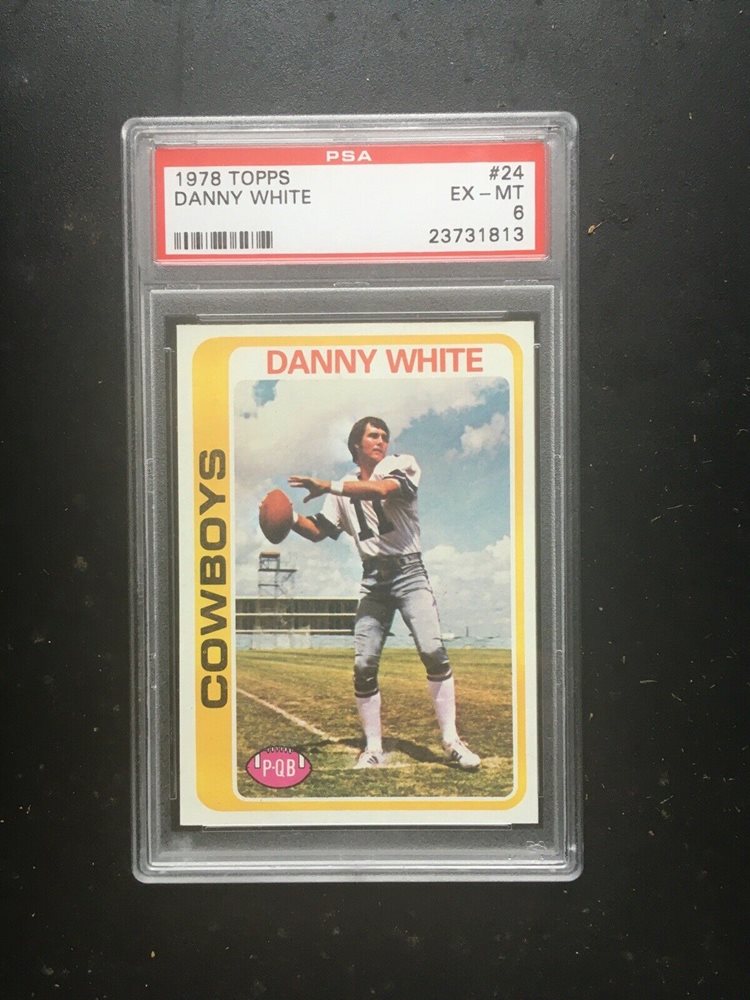 PSA
1978 TOPPS #24
DANNY WHITE EX-MT
6
23731813
DANNY WHITE
COWBOYS
11
P-QB